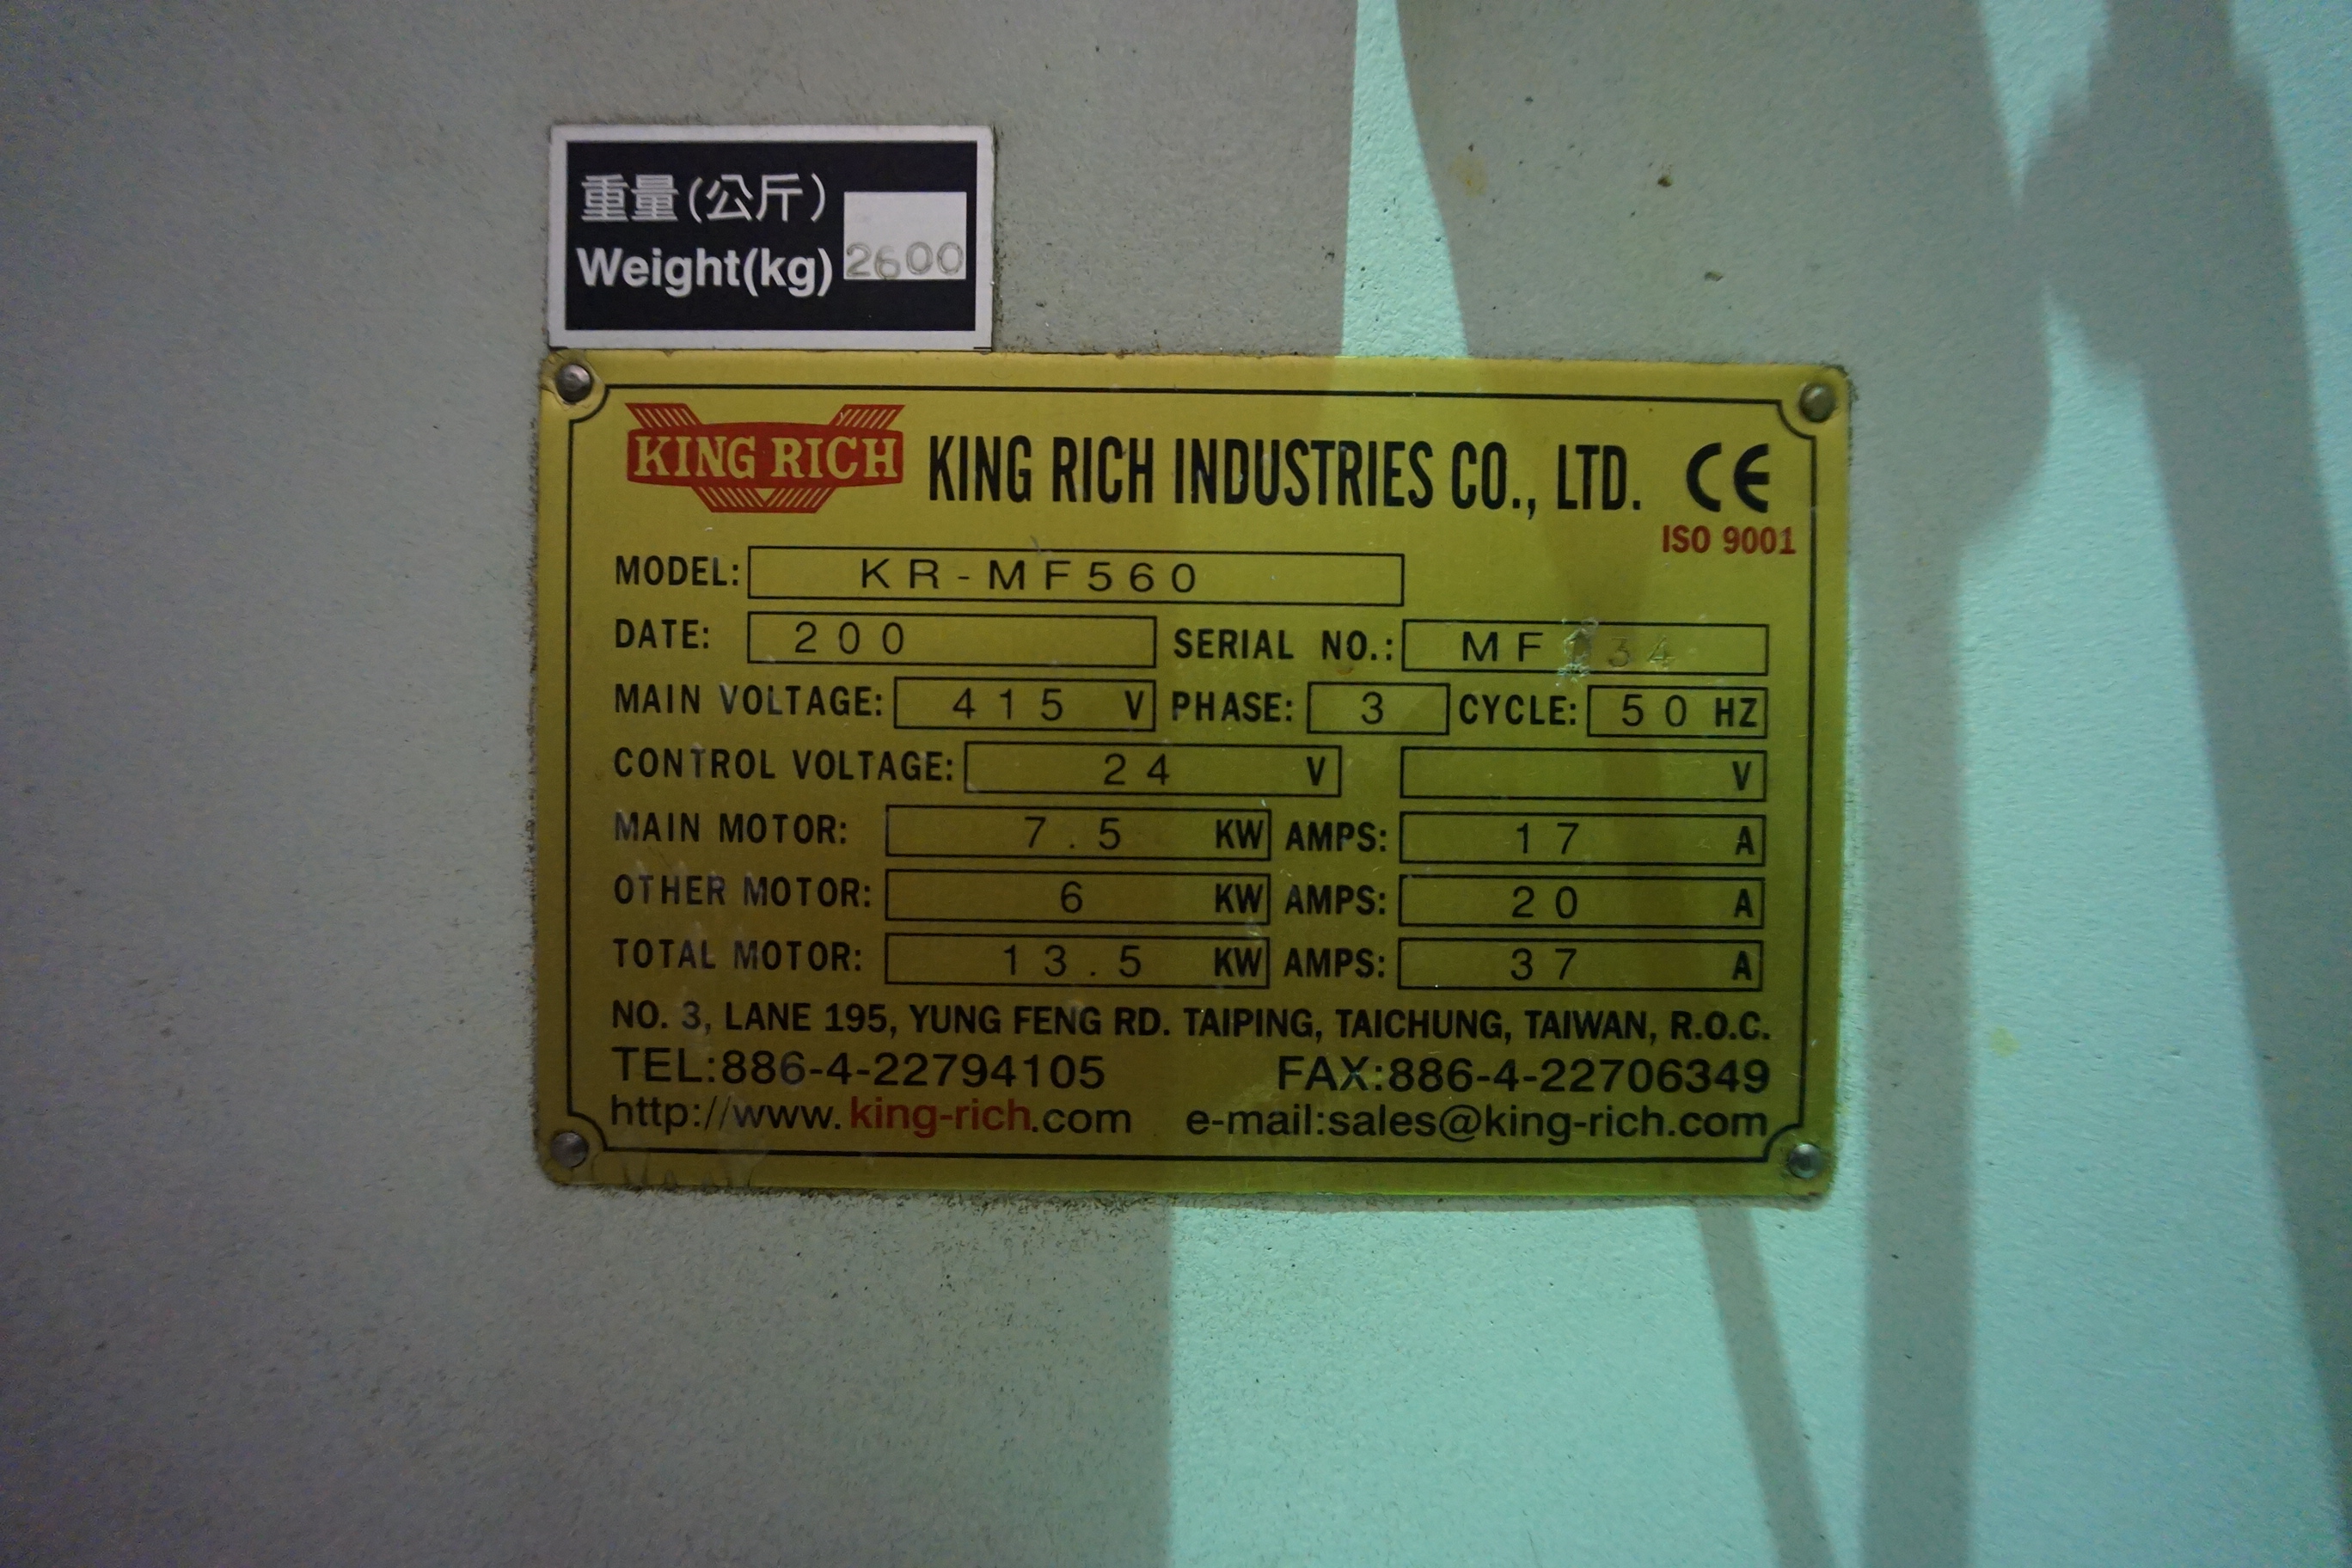 重量(公斤)
Weight(kg) 2600
KING RICH KING RICH INDUSTRIES CO., LTD. CE
ISO 9001
MODEL: KR-MF560
DATE: 200 SERIAL NO.:
MAIN VOLTAGE: 415 V PHASE: 3 CYCLE: 50 HZ
CONTROL VOLTAGE: 24 V V
MAIN MOTOR: 7.5 KW AMPS: 17 A
OTHER MOTOR: 6 KW AMPS: 20 A
TOTAL MOTOR: 13.5 KW AMPS: 37 A
NO. 3, LANE 195, YUNG FENG RD. TAIPING, TAICHUNG, TAIWAN, R.O.C.
TEL:886-4-22794105 FAX:886-4-22706349
http://www.king-rich.com e-mail:sales@king-rich.com